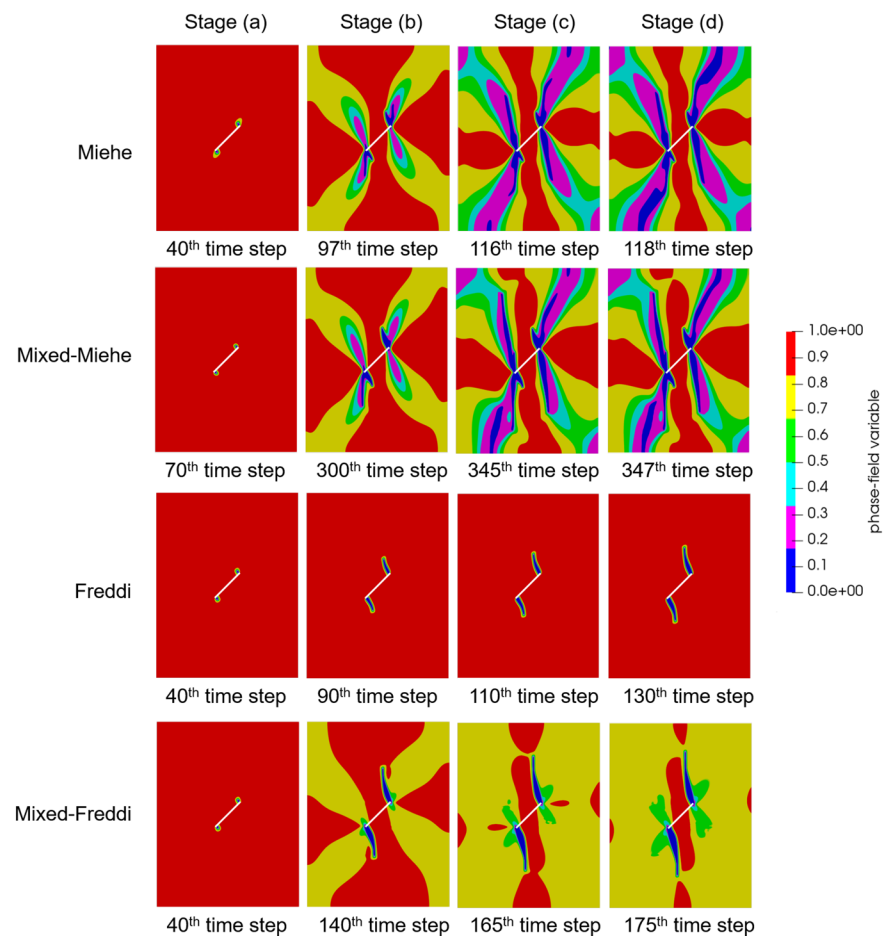 Stage (a) Stage (b) Stage (c) Stage (d)
Miehe
40th time step 97th time step 116th time step 118th time step
Mixed-Miehe
70th time step 300th time step 345th time step 347th time step
Freddi
40th time step 90th time step 110th time step 130th time step
Mixed-Freddi
40th time step 140th time step 165th time step 175th time step
1.0e+00
0.9
0.8
0.7
0.6
0.5
0.4
0.3
0.2
0.1
0.0e+00
phase-field variable